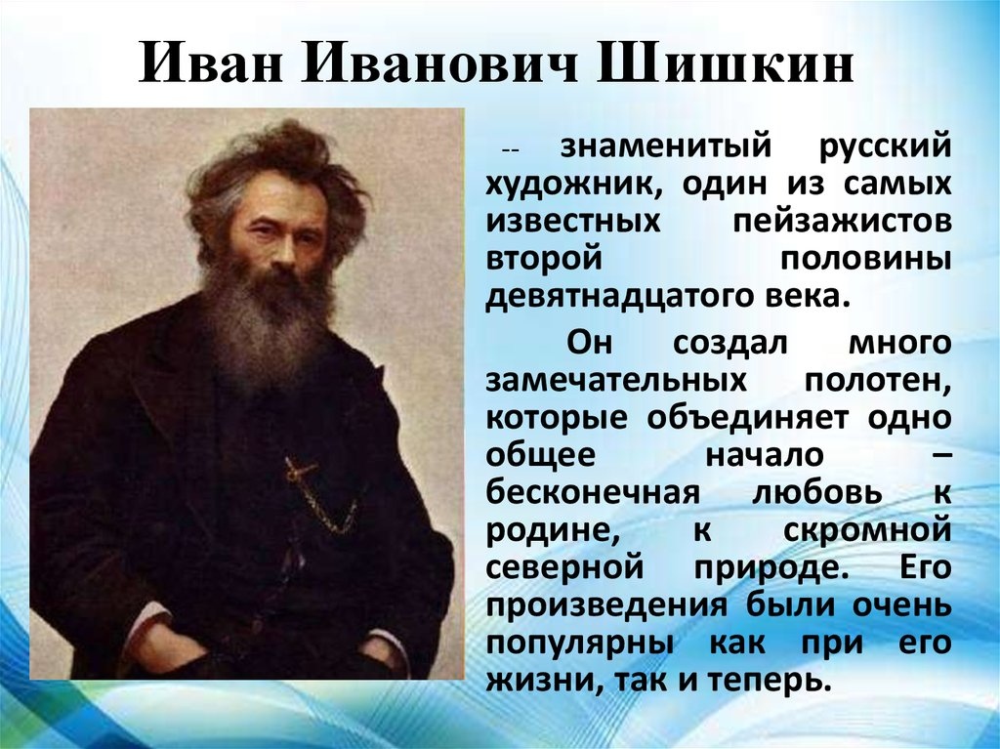 Иван Иванович Шишкин
-- знаменитый русский
художник, один из самых
известных пейзажистов
второй половины
девятнадцатого века.
Он создал много
замечательных полотен,
которые объединяет одно
общее начало –
бесконечная любовь к
родине, к скромной
северной природе. Его
произведения были очень
популярны как при его
жизни, так и теперь.